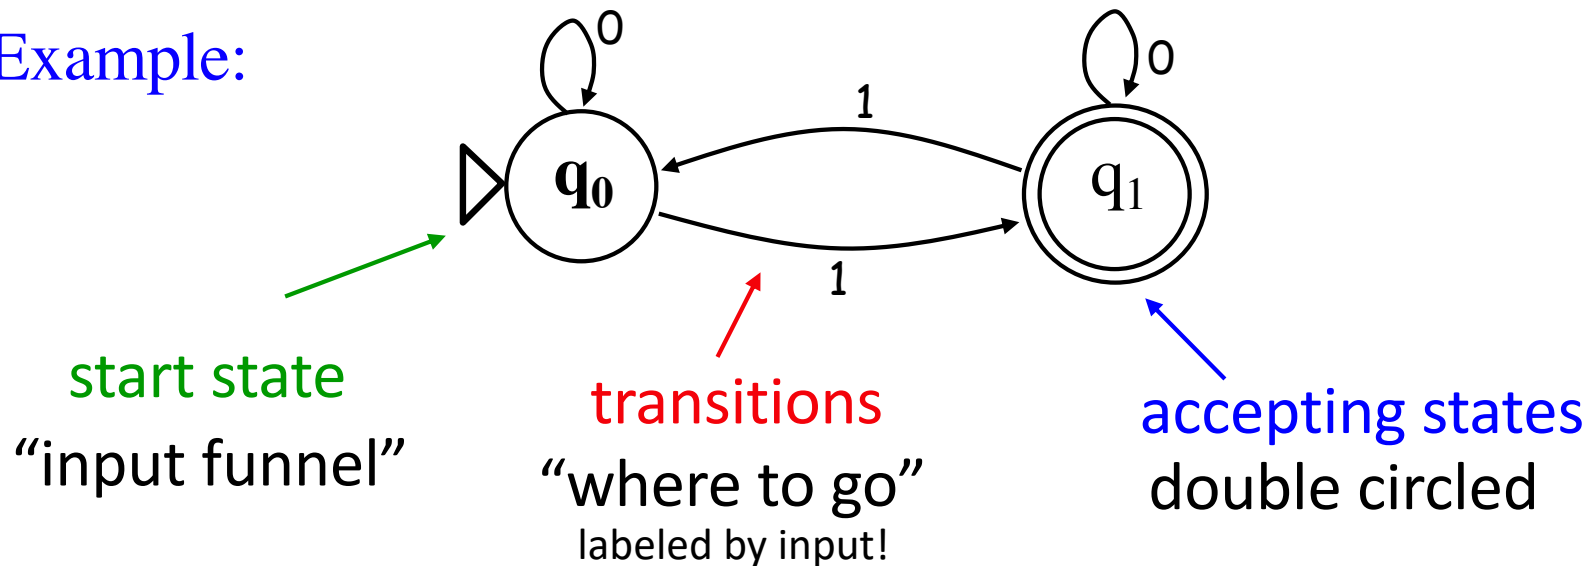 Example:
0
0
1
q₀
q₁
1
start state
"input funnel"
transitions
"where to go"
labeled by input!
accepting states
double circled